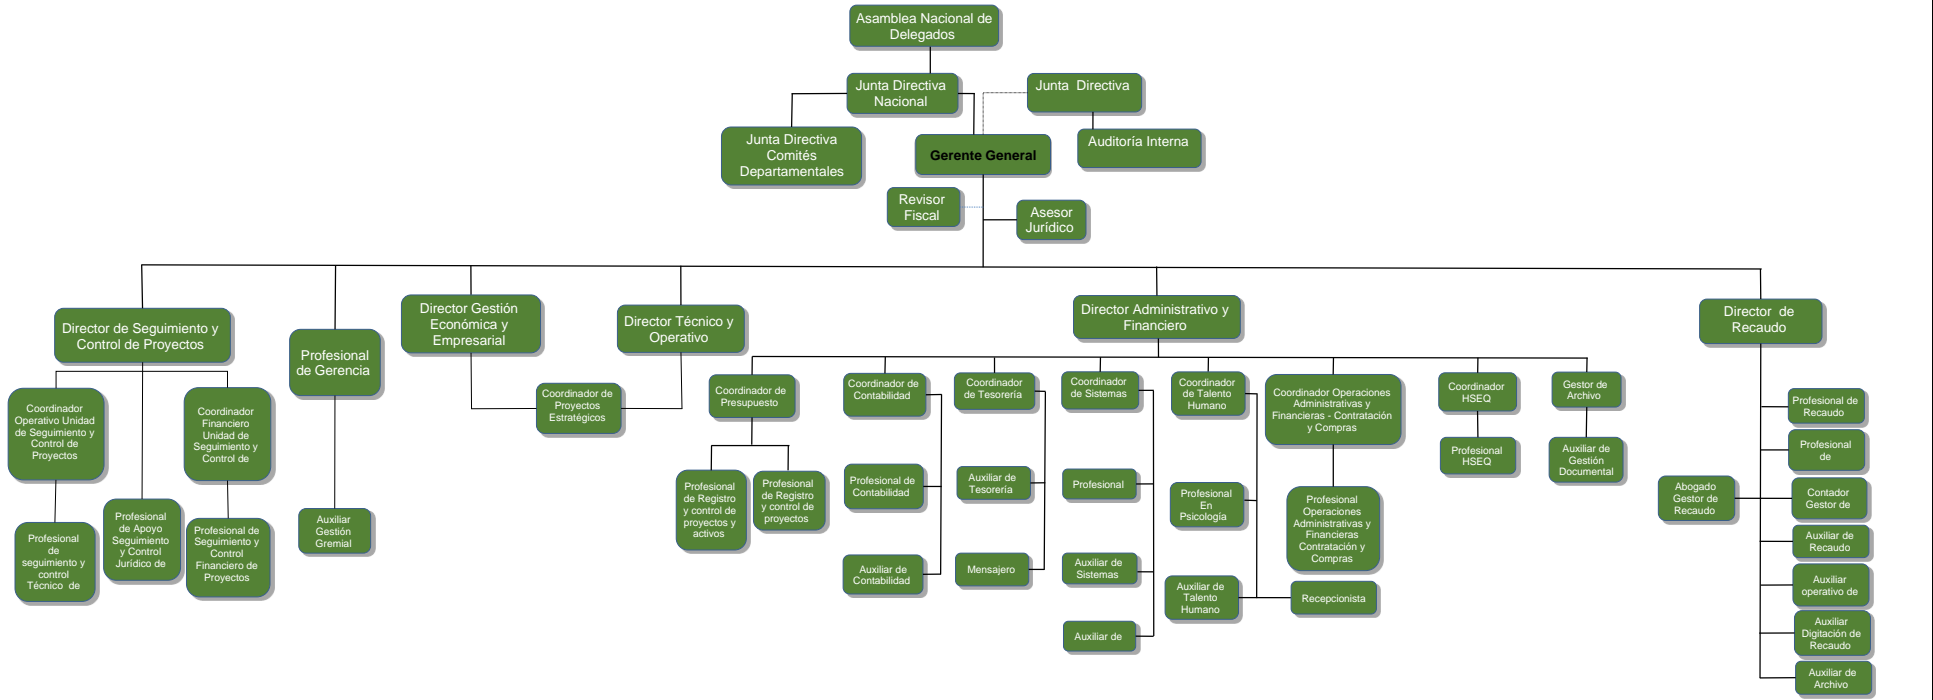 Asamblea Nacional de
Delegados
Junta Directiva
Nacional
Junta Directiva
Junta Directiva
Comités
Departamentales
Gerente General
Auditoría Interna
Revisor
Fiscal
Asesor
Jurídico
Director de Seguimiento y
Control de Proyectos
Profesional
de Gerencia
Director Gestión
Económica y
Empresarial
Director Técnico y
Operativo
Director Administrativo y
Financiero
Director de
Recaudo
Coordinador
Operativo Unidad
de Seguimiento y
Control de
Proyectos
Coordinador
Financiero
Unidad de
Seguimiento y
Control de
Coordinador de
Proyectos
Estratégicos
Coordinador de
Presupuesto
Coordinador de
Contabilidad
Coordinador
de Tesorería
Coordinador
de Sistemas
Coordinador
de Talento
Humano
Coordinador Operaciones
Administrativas y
Financieras - Contratación
y Compras
Coordinador
HSEQ
Gestor de
Archivo
Profesional de
Recaudo
Profesional
de
Abogado
Gestor de
Recaudo
Contador
Gestor de
Auxiliar de
Recaudo
Auxiliar
operativo de
Auxiliar
Digitación de
Recaudo
Auxiliar de
Archivo
Profesional
de
seguimiento y
control
Técnico de
Profesional
de Apoyo
Seguimiento
y Control
Jurídico de
Profesional de
Seguimiento y
Control
Financiero de
Proyectos
Auxiliar
Gestión
Gremial
Profesional
de Registro
y control de
proyectos y
activos
Profesional
de Registro
y control de
proyectos
Profesional de
Contabilidad
Auxiliar de
Contabilidad
Auxiliar de
Tesorería
Mensajero
Profesional
Auxiliar de
Sistemas
Auxiliar de
Profesional
En
Psicología
Auxiliar de
Talento
Humano
Recepcionista
Profesional
Operaciones
Administrativas y
Financieras
Contratación y
Compras
Profesional
HSEQ
Auxiliar de
Gestión
Documental